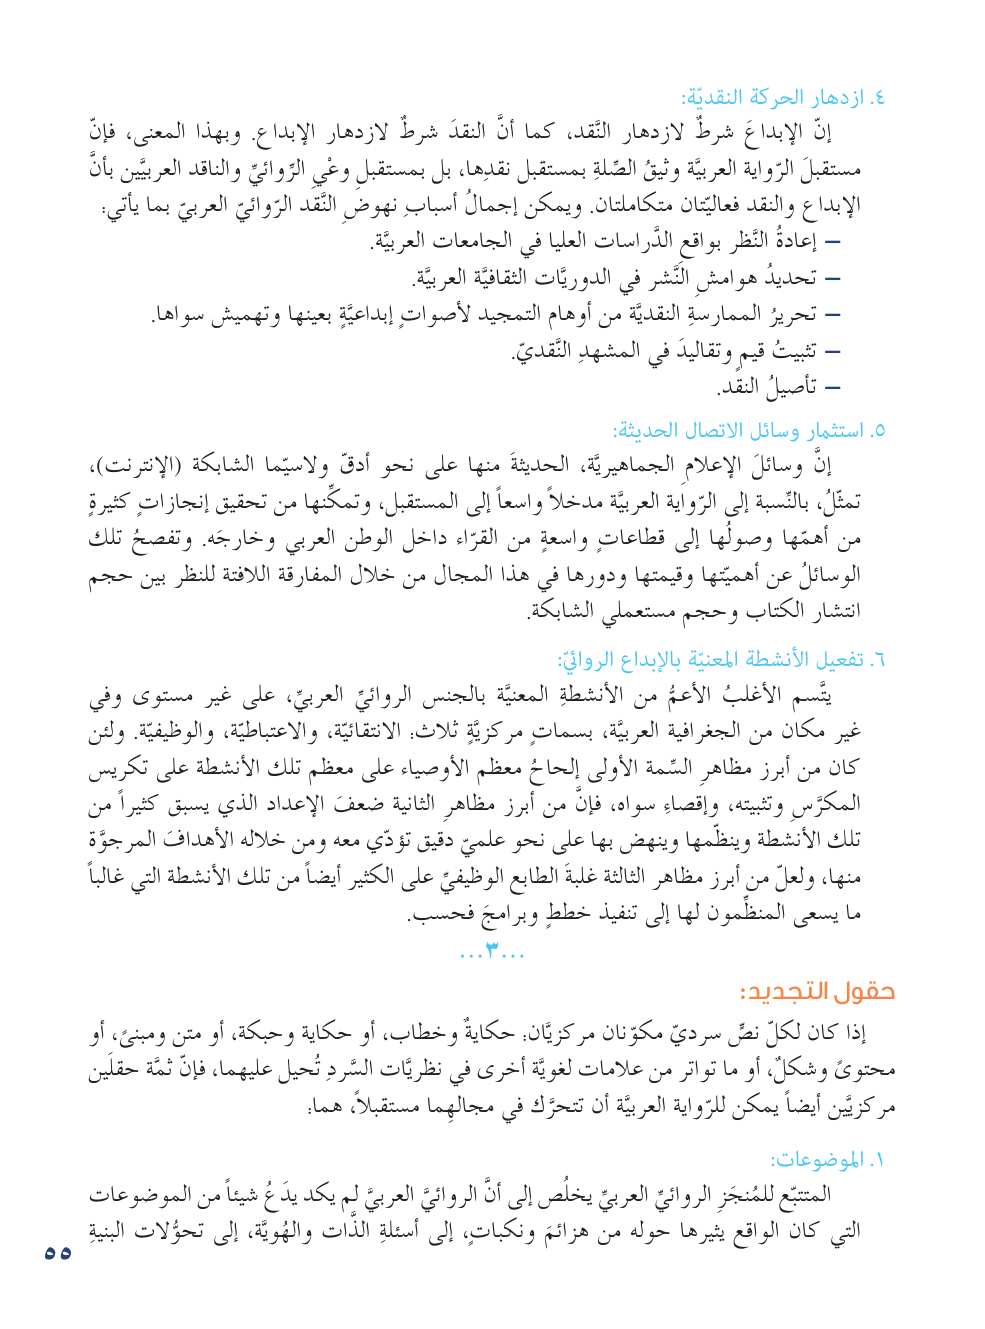 ٤. ازدهار الحركة النقديّة:
إنّ الإبداعَ شرطٌ لازدهار النَّقد، كما أنَّ النقدَ شرطٌ لازدهار الإبداع. وبهذا المعنى، فإنّ
مستقبلَ الرّواية العربيَّة وثيقُ الصِّلةِ بمستقبل نقدِها، بل بمستقبلِ وعْيِ الرِّوائيِّ والناقد العربيَّين بأنَّ
الإبداع والنقد فعاليّتان متكاملتان. ويمكن إجمالُ أسبابِ نهوضِ النَّقد الرّوائيّ العربيّ بما يأتي:
– إعادةُ النَّظر بواقعِ الدَّراسات العليا في الجامعات العربيَّة.
– تحديدُ هوامشِ النَّشر في الدوريَّات الثقافيَّة العربيَّة.
– تحريرُ الممارسةِ النقديَّة من أوهام التمجيد لأصواتٍ إبداعيَّةٍ بعينها وتهميش سواها.
– تثبيتُ قيمٍ وتقاليدَ في المشهدِ النَّقديّ.
– تأصيلُ النقد.
٥. استثمار وسائل الاتصال الحديثة:
إنَّ وسائلَ الإعلامِ الجماهيريَّة، الحديثةَ منها على نحو أدقّ ولاسيّما الشابكة (الإنترنت)،
تمثّلُ، بالنّسبة إلى الرّواية العربيَّة مدخلاً واسعاً إلى المستقبل، وتمكِّنها من تحقيق إنجازاتٍ كثيرةٍ
من أهمّها وصولُها إلى قطاعاتٍ واسعةٍ من القرّاء داخل الوطن العربي وخارجَه. وتفصحُ تلك
الوسائلُ عن أهميّتها وقيمتها ودورها في هذا المجال من خلال المفارقة اللافتة للنظر بين حجم
انتشار الكتاب وحجم مستعملي الشابكة.
٦. تفعيل الأنشطة المعنيّة بالإبداع الروائيّ:
يتَّسم الأغلبُ الأعمُّ من الأنشطةِ المعنيَّة بالجنس الروائيِّ العربيِّ، على غير مستوى وفي
غير مكان من الجغرافية العربيَّة، بسماتٍ مركزيَّةٍ ثلاث: الانتقائيّة، والاعتباطيّة، والوظيفيّة. ولئن
كان من أبرز مظاهرِ السِّمة الأولى إلحاحُ معظم الأوصياء على معظم تلك الأنشطة على تكريس
المكرَّسِ وتثبيته، وإقصاءِ سواه، فإنَّ من أبرز مظاهرِ الثانية ضعفَ الإعداد الذي يسبق كثيراً من
تلك الأنشطة وينظّمها وينهض بها على نحو علميّ دقيق تؤدّي معه ومن خلاله الأهدافَ المرجوَّة
منها، ولعلّ من أبرز مظاهر الثالثة غلبةَ الطابع الوظيفيِّ على الكثير أيضاً من تلك الأنشطة التي غالباً
ما يسعى المنظِّمون لها إلى تنفيذ خططٍ وبرامجَ فحسب.
...٣...
حقول التجديد:
إذا كان لكلّ نصٍّ سرديّ مكوّنان مركزيَّان: حكايةٌ وخطاب، أو حكاية وحبكة، أو متن ومبنىً، أو
محتوىً وشكلٌ، أو ما تواتر من علامات لغويَّة أخرى في نظريَّات السَّردِ تُحيل عليهما، فإنّ ثمَّة حقلَين
مركزيَّين أيضاً يمكن للرّواية العربيَّة أن تتحرَّك في مجالهِما مستقبلاً، هما:
١. الموضوعات:
المتتبّع للمُنجَزِ الروائيِّ العربيِّ يخلُص إلى أنَّ الروائيَّ العربيَّ لم يكد يدَعُ شيئاً من الموضوعات
التي كان الواقع يثيرها حوله من هزائمَ ونكباتٍ، إلى أسئلةِ الذَّات والهُويَّة، إلى تحوُّلات البنيةِ
٥٥